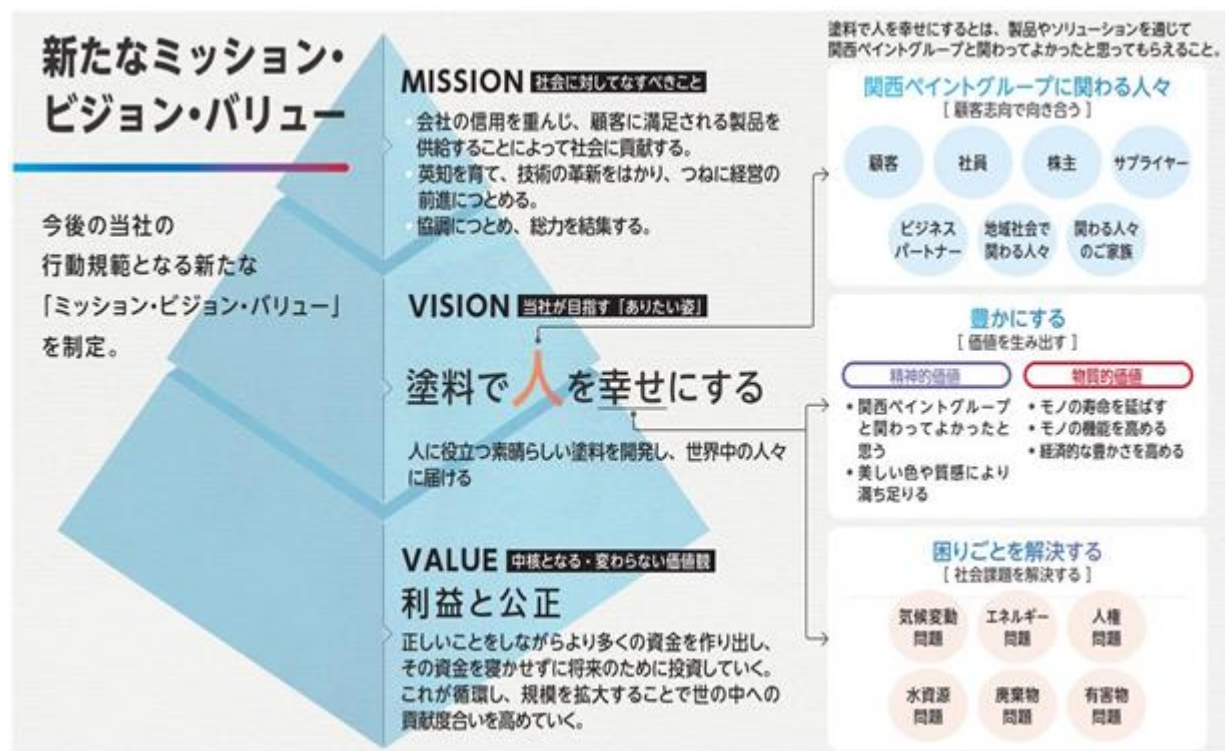 新たなミッション・
ビジョン・バリュー
今後の当社の
行動規範となる新たな
「ミッション・ビジョン・バリュー」
を制定。
MISSION 社会に対してなすべきこと
会社の信用を重んじ、顧客に満足される製品を
供給することによって社会に貢献する。
英知を育て、技術の革新をはかり、つねに経営の
前進につとめる。
協調につとめ、総力を結集する。
VISION 当社が目指す「ありたい姿」
塗料で人を幸せにする
人に役立つ素晴らしい塗料を開発し、世界中の人々
に届ける
VALUE 中核となる・変わらない価値観
利益と公正
正しいことをしながらより多くの資金を作り出し、
その資金を寝かせずに将来のために投資していく。
これが循環し、規模を拡大することで世の中への
貢献度合いを高めていく。
塗料で人を幸せにするとは、製品やソリューションを通じて
関西ペイントグループと関わってよかったと思ってもらえること。
関西ペイントグループに関わる人々
[ 顧客志向で向き合う ]
顧客 社員 株主 サプライヤー
ビジネス
パートナー
地域社会で
関わる人々
関わる人々
のご家族
豊かにする
[ 価値を生み出す ]
精神的価値
• 関西ペイントグループ
と関わってよかったと
思う
• 美しい色や質感により
満ち足りる
物質的価値
• モノの寿命を延ばす
• モノの機能を高める
• 経済的な豊かさを高める
困りごとを解決する
[ 社会課題を解決する ]
気候変動
問題
エネルギー
問題
人権
問題
水資源
問題
廃棄物
問題
有害物
問題